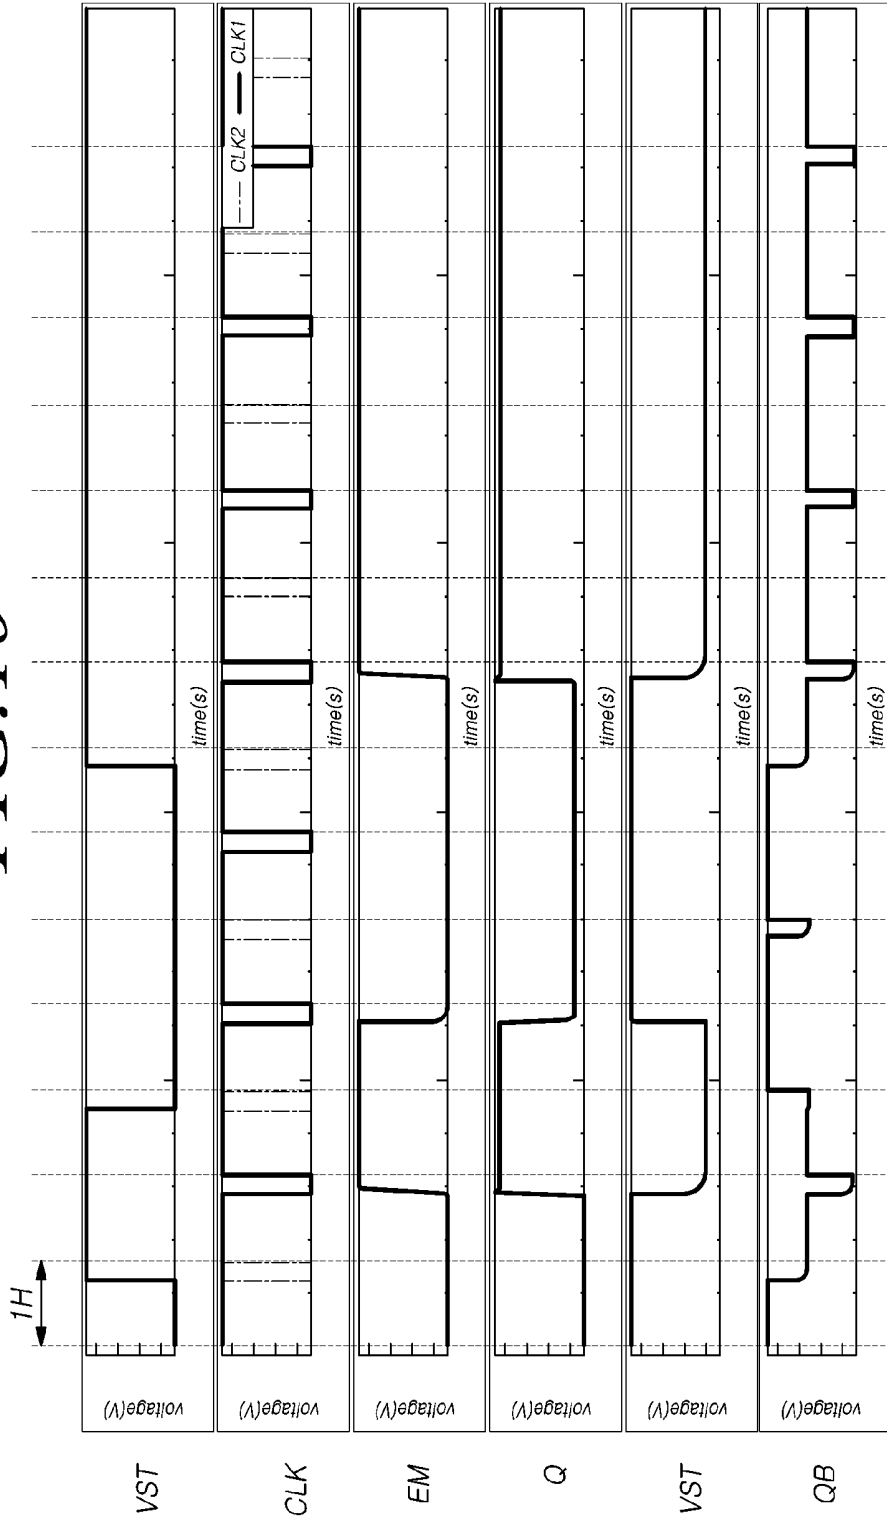 1H
VST
voltage(V)
time(s)
CLK
voltage(V)
CLK2 CLK1
time(s)
EM
voltage(V)
time(s)
Q
voltage(V)
time(s)
VST
voltage(V)
time(s)
QB
voltage(V)
time(s)